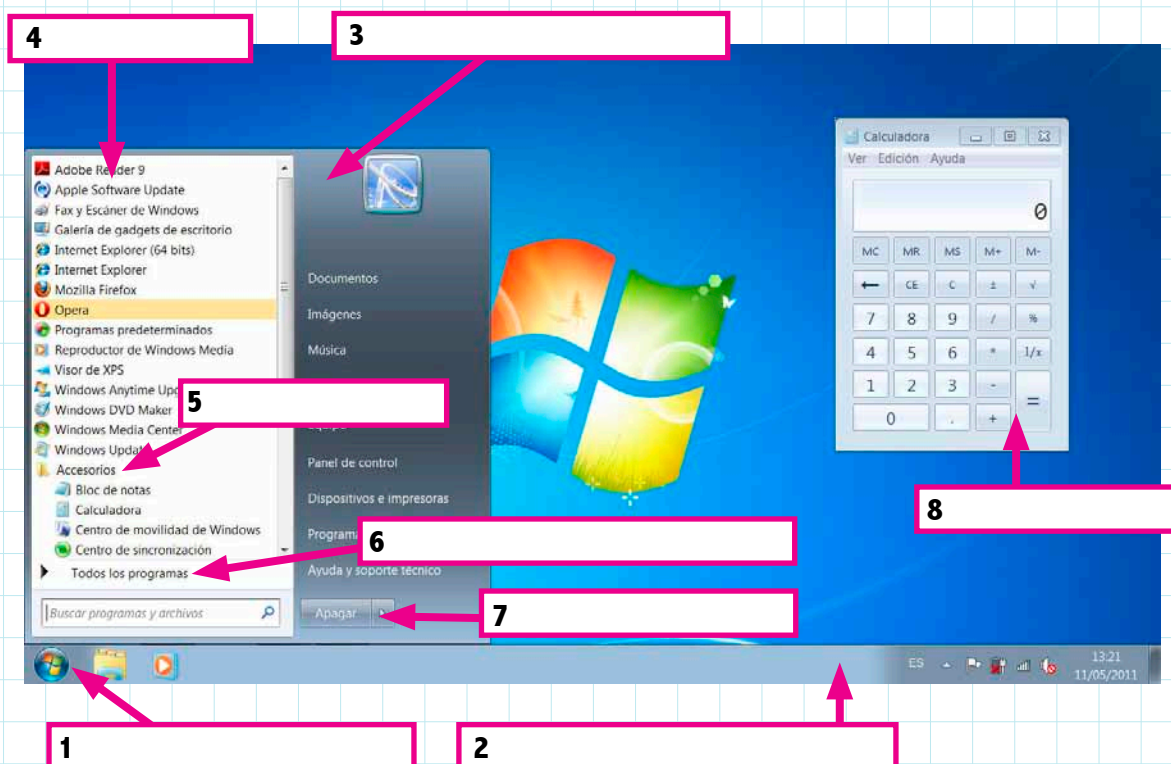 4
3
Calculadora
Ver Edición Ayuda
0
MC MR MS M+ M-
← CE C ± √
7 8 9 / %
4 5 6 * 1/x
1 2 3 - =
0 . +
Adobe Reader 9
Apple Software Update
Fax y Escáner de Windows
Galería de gadgets de escritorio
Internet Explorer (64 bits)
Internet Explorer
Mozilla Firefox
Opera
Programas predeterminados
Reproductor de Windows Media
Visor de XPS
Windows Anytime
Windows DVD Maker
Windows Media Center
Windows Update
Accesorios
Bloc de notas
Calculadora
Centro de movilidad de Windows
Centro de sincronización
Todos los programas
Buscar programas y archivos
Documentos
Imágenes
Música
Panel de control
Dispositivos e impresoras
Ayuda y soporte técnico
Apagar
5
6
7
8
ES
13:21
11/05/2011
1
2